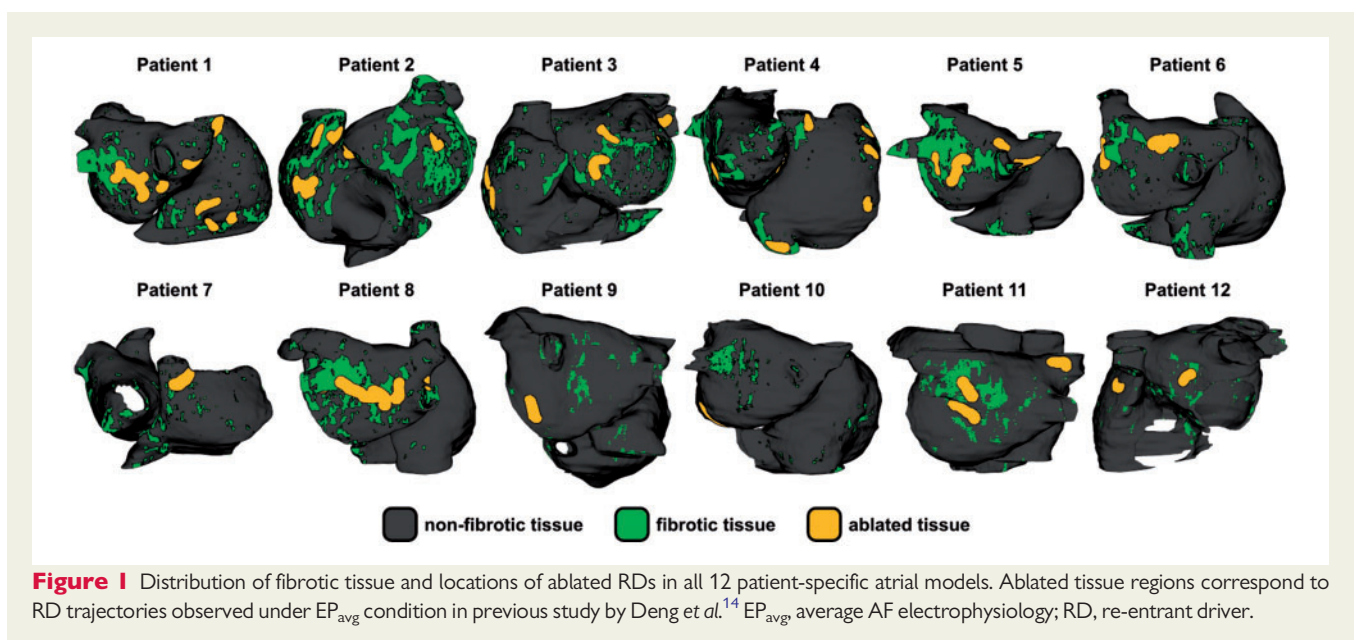 Patient 1 Patient 2 Patient 3 Patient 4 Patient 5 Patient 6
Patient 7 Patient 8 Patient 9 Patient 10 Patient 11 Patient 12
non-fibrotic tissue fibrotic tissue ablated tissue
Figure 1 Distribution of fibrotic tissue and locations of ablated RDs in all 12 patient-specific atrial models. Ablated tissue regions correspond to
RD trajectories observed under EPavg condition in previous study by Deng et al.14 EPavg, average AF electrophysiology; RD, re-entrant driver.